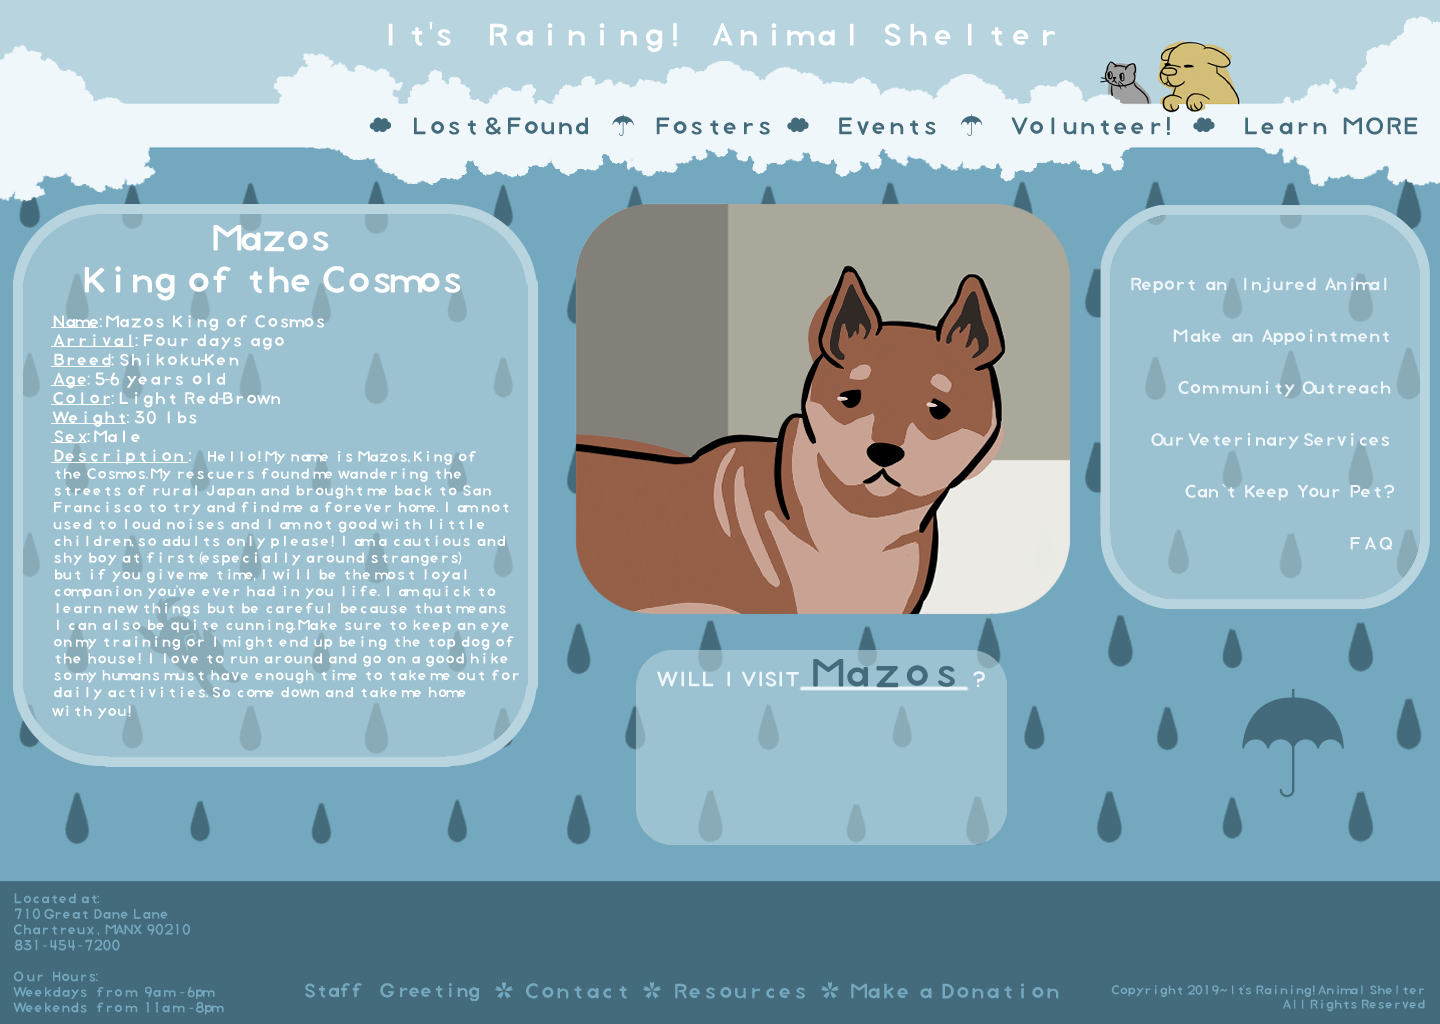 It's Raining! Animal Shelter
Lost&Found Fosters Events Volunteer! Learn MORE
Mazos
King of the Cosmos
Name: Mazos King of Cosmos
Arrival: Four days ago
Breed: Shikoku-Ken
Age: 5-6 years old
Color: Light Red-Brown
Weight: 30 lbs
Sex: Male
Description: Hello! My name is Mazos, King of
the Cosmos. My rescuers found me wandering the
streets of rural Japan and brought me back to San
Francisco to try and find me a forever home. I am not
used to loud noises and I am not good with little
children, so adults only please! I am a cautious and
shy boy at first (especially around strangers)
but if you give me time, I will be the most loyal
companion you've ever had in you life. I am quick to
learn new things but be careful because that means
I can also be quite cunning. Make sure to keep an eye
on my training or I might end up being the top dog of
the house! I love to run around and go on a good hike
so my humans must have enough time to take me out for
daily activities. So come down and take me home
with you!
Report an Injured Animal
Make an Appointment
Community Outreach
Our Veterinary Services
Can`t Keep Your Pet?
FAQ
WILL I VISIT Mazos ?
Located at:
710 Great Dane Lane
Chartreux, MANX 90210
831-454-7200
Our Hours:
Weekdays from 9am-6pm
Weekends from 11am-8pm
Staff Greeting Contact Resources Make a Donation
Copyright 2019~It's Raining! Animal Shelter
All Rights Reserved